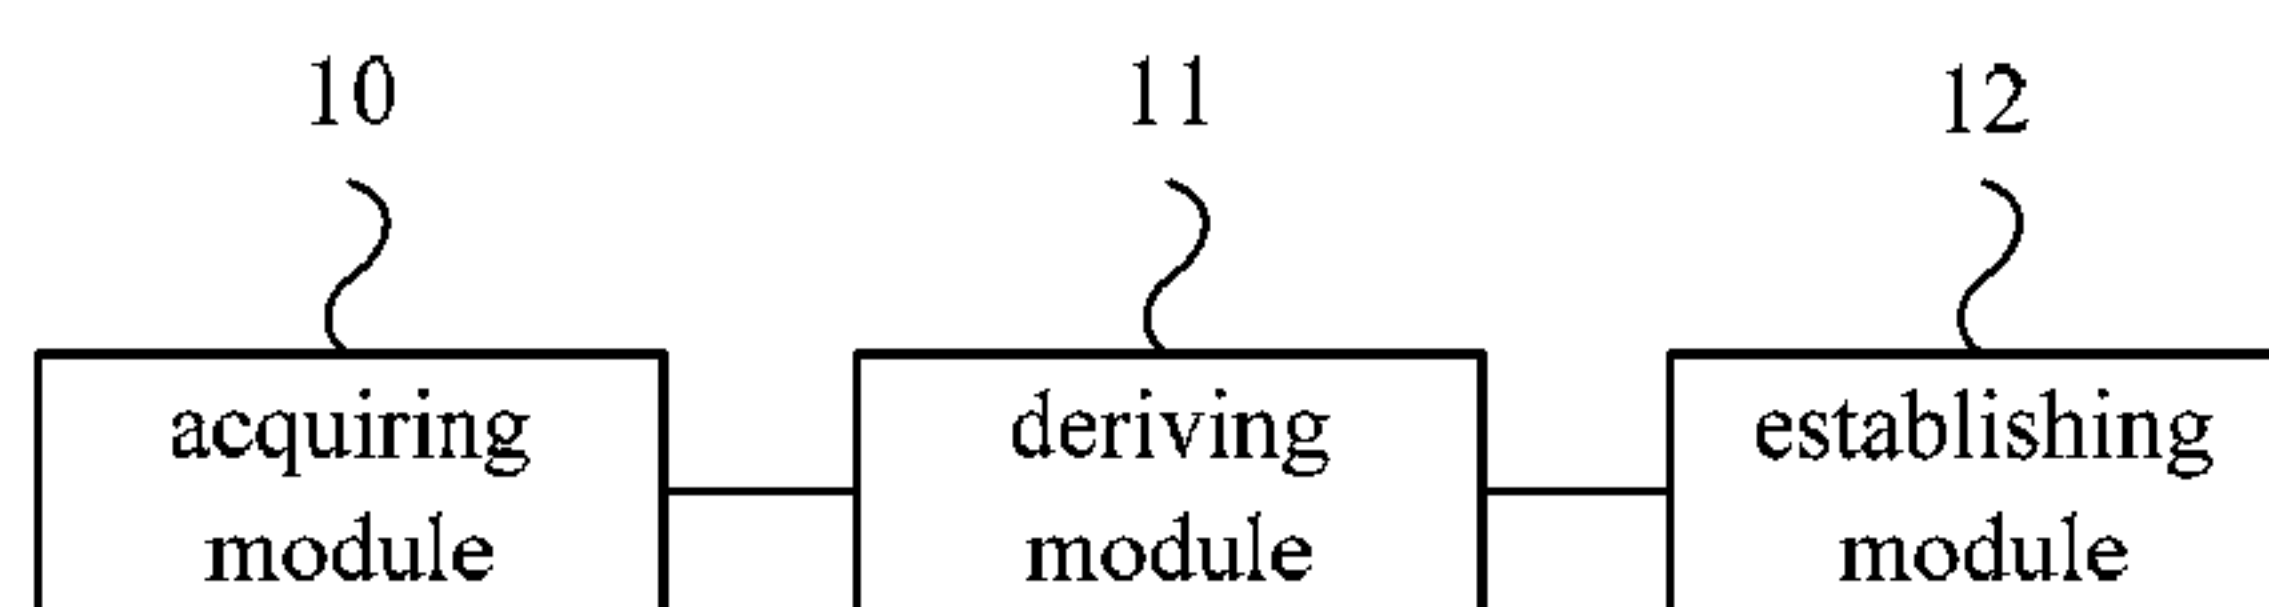 10 11 12
acquiring deriving establishing
module module module